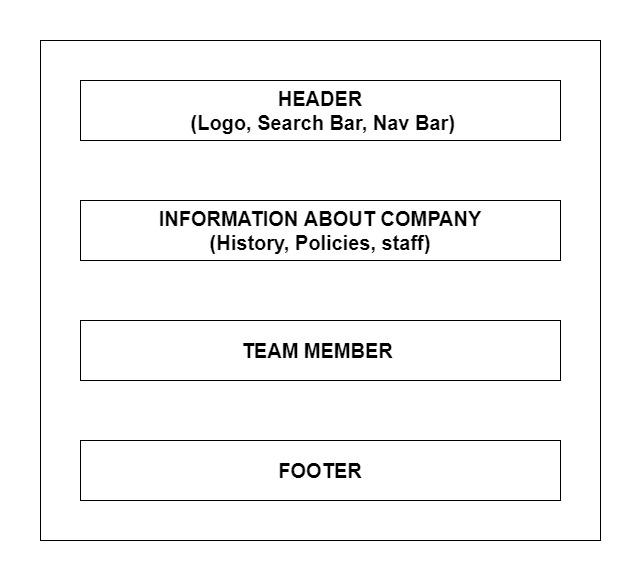 HEADER
(Logo, Search Bar, Nav Bar)
INFORMATION ABOUT COMPANY
(History, Policies, staff)
TEAM MEMBER
FOOTER